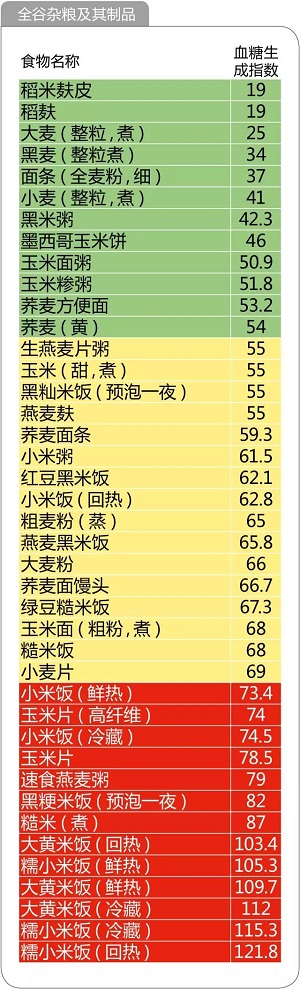 全谷杂粮及其制品
食物名称 血糖生成指数
稻米麸皮 19
稻麸 19
大麦(整粒,煮) 25
黑麦(整粒煮) 34
面条(全麦粉,细) 37
小麦(整粒,煮) 41
黑米粥 42.3
墨西哥玉米饼 46
玉米面粥 50.9
玉米糁粥 51.8
荞麦方便面 53.2
荞麦(黄) 54
生燕麦片粥 55
玉米(甜,煮) 55
黑籼米饭(预泡一夜) 55
燕麦麸 55
荞麦面条 59.3
小米粥 61.5
红豆黑米饭 62.1
小米饭(回热) 62.8
粗麦粉(蒸) 65
燕麦黑米饭 65.8
大麦粉 66
荞麦面馒头 66.7
绿豆糙米饭 67.3
玉米面(粗粉,煮) 68
糙米饭 68
小麦片 69
小米饭(鲜热) 73.4
玉米片(高纤维) 74
小米饭(冷藏) 74.5
玉米片 78.5
速食燕麦粥 79
黑粳米饭(预泡一夜) 82
糙米(煮) 87
大黄米饭(回热) 103.4
糯小米饭(鲜热) 105.3
大黄米饭(鲜热) 109.7
大黄米饭(冷藏) 112
糯小米饭(冷藏) 115.3
糯小米饭(回热) 121.8